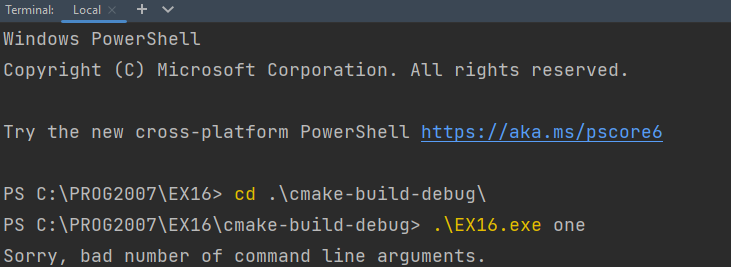 Terminal: Local × +
Windows PowerShell
Copyright (C) Microsoft Corporation. All rights reserved.
Try the new cross-platform PowerShell https://aka.ms/pscore6
PS C:\PROG2007\EX16> cd .\cmake-build-debug\
PS C:\PROG2007\EX16\cmake-build-debug> .\EX16.exe one
Sorry, bad number of command line arguments.